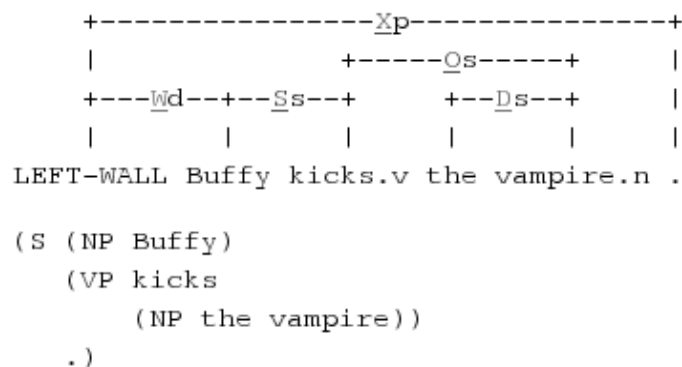 +----------------Xp---------------+
|                +-----Os-----+     |
+---Wd--+--Ss--+      +--Ds--+     |
|         |        |       |        |       |
LEFT-WALL Buffy kicks.v the vampire.n .
(S (NP Buffy)
(VP kicks
(NP the vampire))
.)